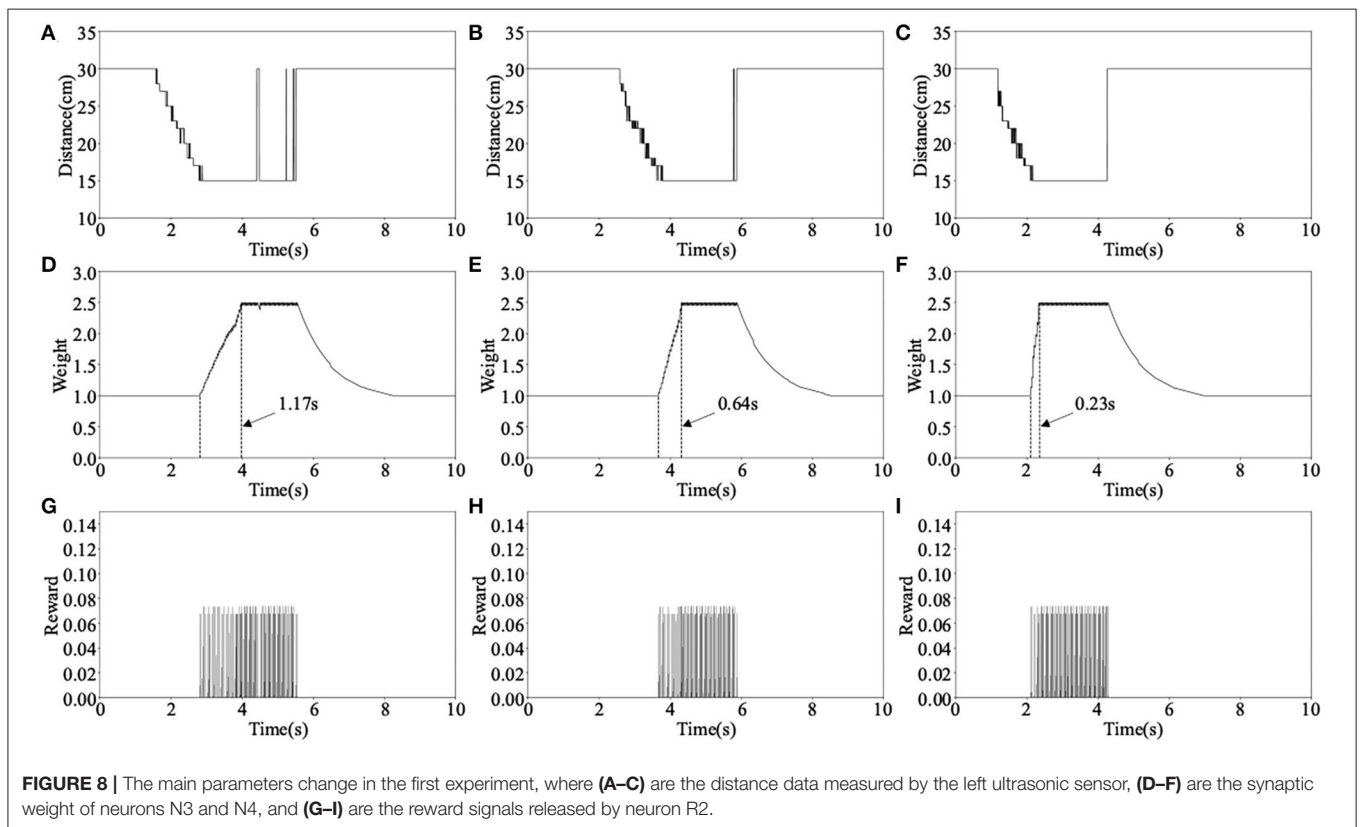 A
35
30
25
20
15
10
Distance(cm)
0 2 4 6 8 10
Time(s)
B
35
30
25
20
15
10
Distance(cm)
0 2 4 6 8 10
Time(s)
C
35
30
25
20
15
10
Distance(cm)
0 2 4 6 8 10
Time(s)
D
3.0
2.5
2.0
1.5
1.0
0.5
0.0
Weight
1.17s
0 2 4 6 8 10
Time(s)
E
3.0
2.5
2.0
1.5
1.0
0.5
0.0
Weight
0.64s
0 2 4 6 8 10
Time(s)
F
3.0
2.5
2.0
1.5
1.0
0.5
0.0
Weight
0.23s
0 2 4 6 8 10
Time(s)
G
0.14
0.12
0.10
0.08
0.06
0.04
0.02
0.00
Reward
0 2 4 6 8 10
Time(s)
H
0.14
0.12
0.10
0.08
0.06
0.04
0.02
0.00
Reward
0 2 4 6 8 10
Time(s)
I
0.14
0.12
0.10
0.08
0.06
0.04
0.02
0.00
Reward
0 2 4 6 8 10
Time(s)
FIGURE 8 | The main parameters change in the first experiment, where (A–C) are the distance data measured by the left ultrasonic sensor, (D–F) are the synaptic
weight of neurons N3 and N4, and (G–I) are the reward signals released by neuron R2.